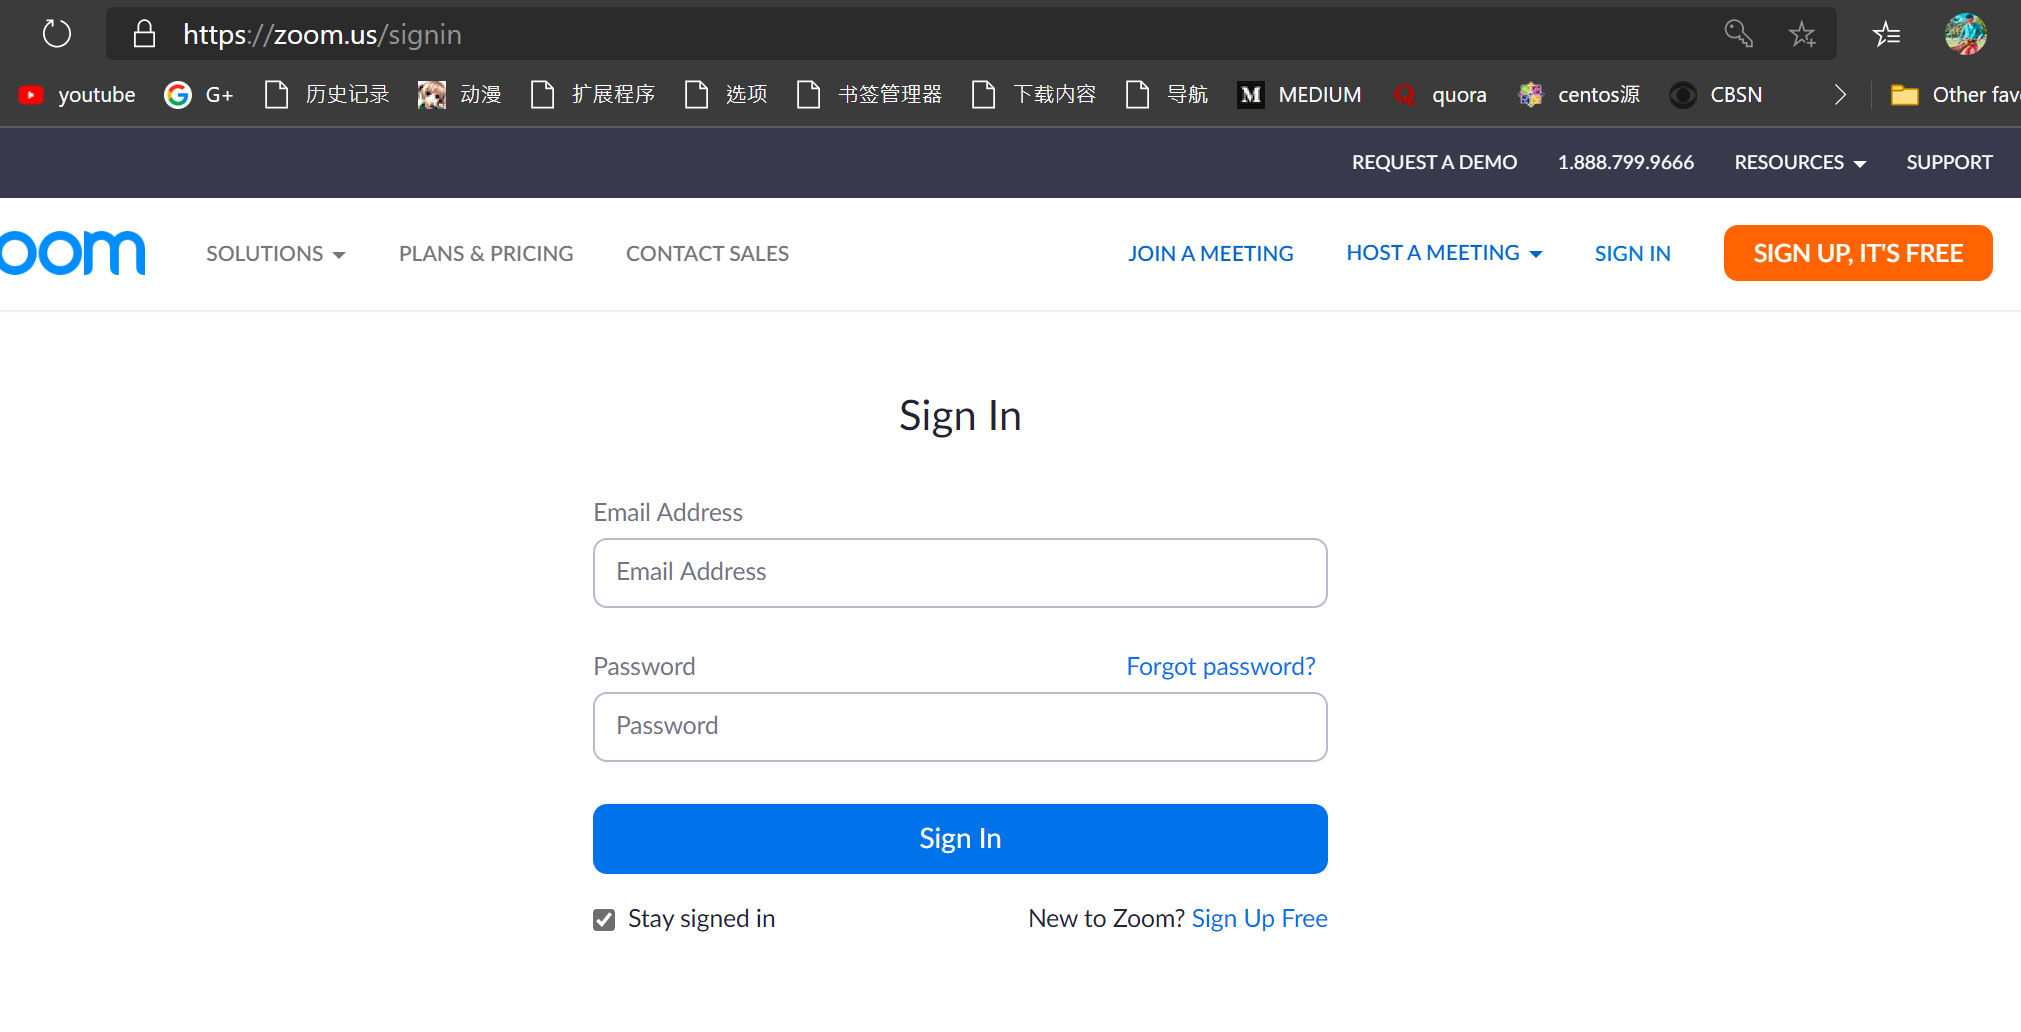 https://zoom.us/signin
youtube G+ 历史记录 动漫 扩展程序 选项 书签管理器 下载内容 导航 M MEDIUM Q quora centos源 CBSN Other fav
REQUEST A DEMO 1.888.799.9666 RESOURCES SUPPORT
oom SOLUTIONS PLANS & PRICING CONTACT SALES JOIN A MEETING HOST A MEETING SIGN IN SIGN UP, IT'S FREE
Sign In
Email Address
Email Address
Password Forgot password?
Password
Sign In
Stay signed in New to Zoom? Sign Up Free